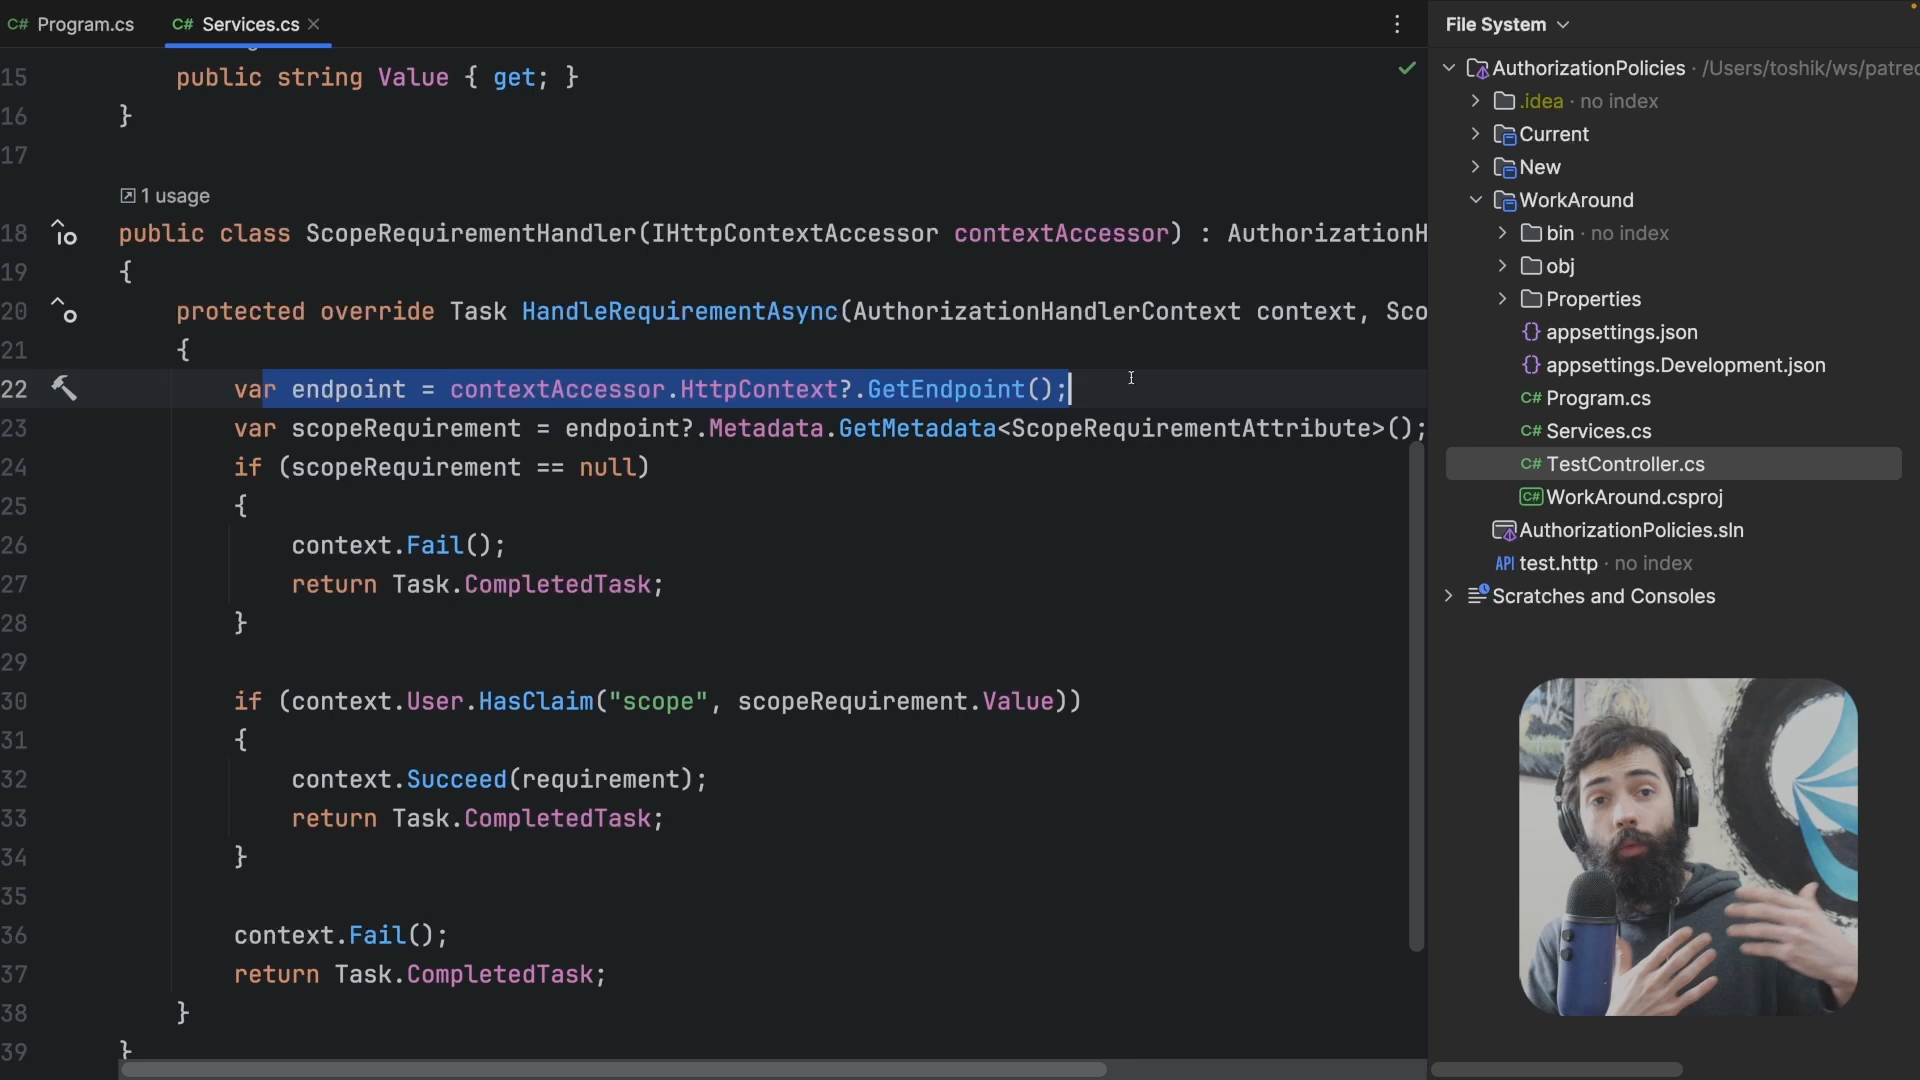 C# Program.cs
C# Services.cs
File System
15 public string Value { get; }
16 }
17
1 usage
18 public class ScopeRequirementHandler(IHttpContextAccessor contextAccessor) : AuthorizationH
19 {
20 protected override Task HandleRequirementAsync(AuthorizationHandlerContext context, Sco
21 {
22 var endpoint = contextAccessor.HttpContext?.GetEndpoint();
23 var scopeRequirement = endpoint?.Metadata.GetMetadata<ScopeRequirementAttribute>();
24 if (scopeRequirement == null)
25 {
26 context.Fail();
27 return Task.CompletedTask;
28 }
29
30 if (context.User.HasClaim("scope", scopeRequirement.Value))
31 {
32 context.Succeed(requirement);
33 return Task.CompletedTask;
34 }
35
36 context.Fail();
37 return Task.CompletedTask;
38 }
39 }
AuthorizationPolicies · /Users/toshik/ws/patreo
.idea · no index
Current
New
WorkAround
bin · no index
obj
Properties
{} appsettings.json
{} appsettings.Development.json
C# Program.cs
C# Services.cs
C# TestController.cs
C# WorkAround.csproj
AuthorizationPolicies.sln
API test.http · no index
Scratches and Consoles